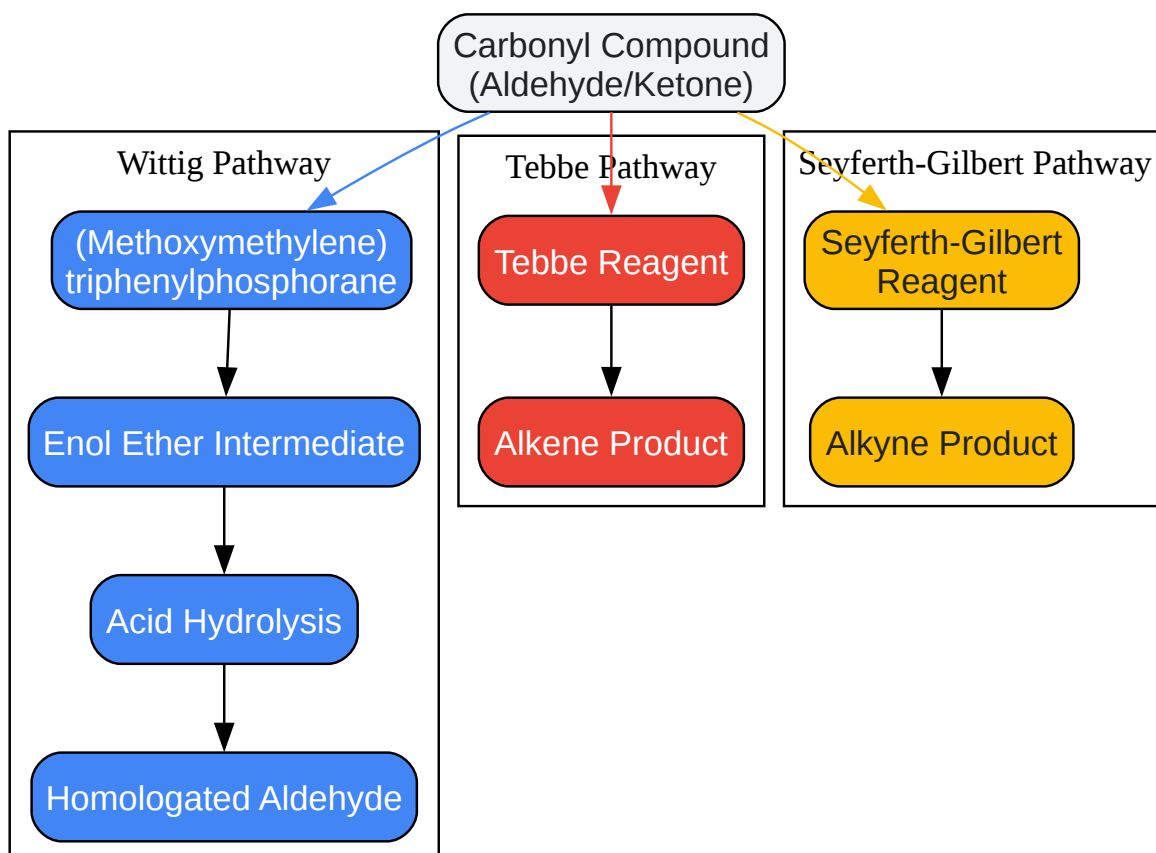 Carbonyl Compound
(Aldehyde/Ketone)
Wittig Pathway
(Methoxymethylene)
triphenylphosphorane
Enol Ether Intermediate
Acid Hydrolysis
Homologated Aldehyde
Tebbe Pathway
Tebbe Reagent
Alkene Product
Seyferth-Gilbert Pathway
Seyferth-Gilbert
Reagent
Alkyne Product